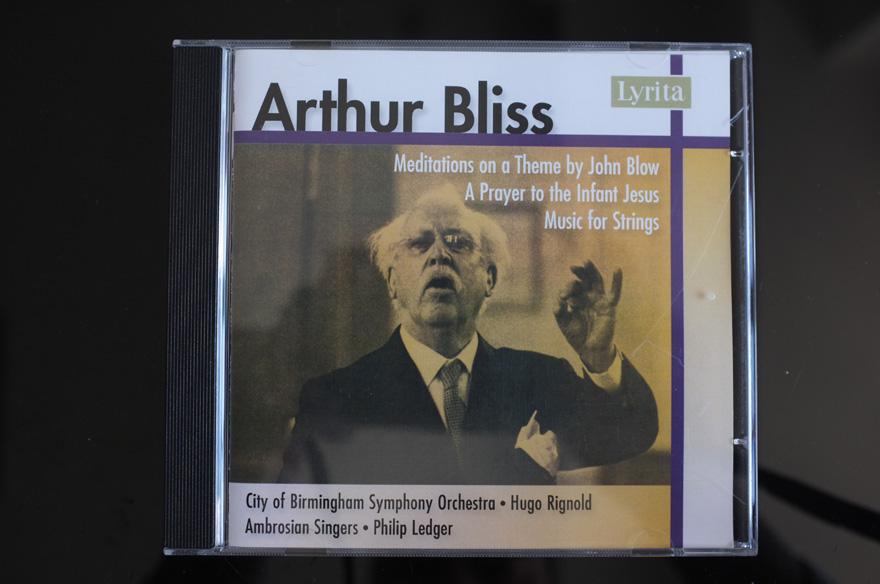 Arthur Bliss
Lyrita
Meditations on a Theme by John Blow
A Prayer to the Infant Jesus
Music for Strings
City of Birmingham Symphony Orchestra • Hugo Rignold
Ambrosian Singers • Philip Ledger